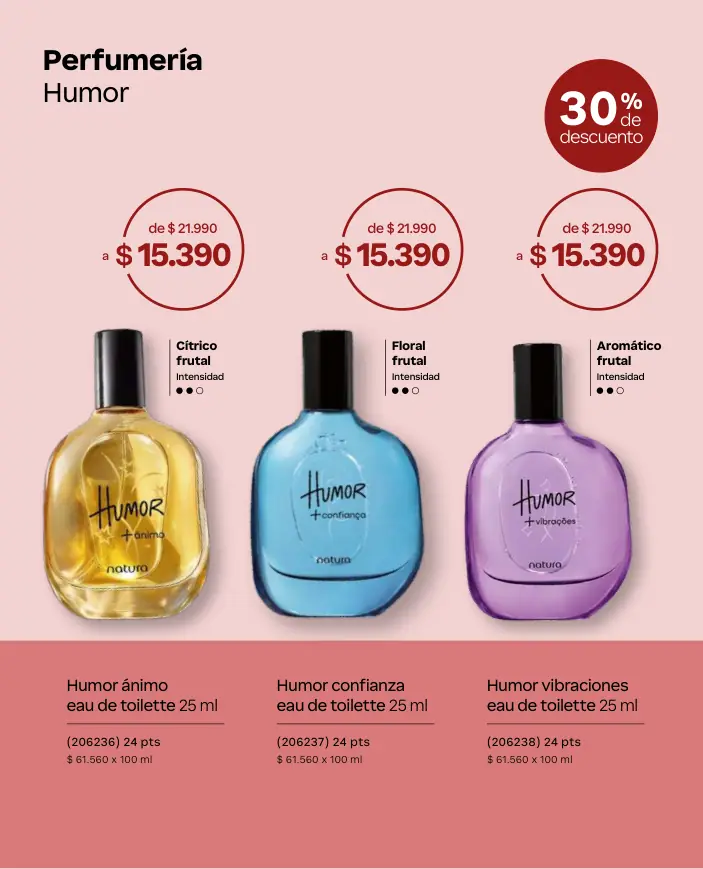 Perfumería
Humor
30%
de
descuento
de $ 21.990
a $ 15.390
de $ 21.990
a $ 15.390
de $ 21.990
a $ 15.390
Cítrico
frutal
Intensidad
Floral
frutal
Intensidad
Aromático
frutal
Intensidad
HUMOR
+ ánimo
natura
HUMOR
+confiança
natura
HUMOR
+vibrações
natura
Humor ánimo
eau de toilette 25 ml
(206236) 24 pts
$ 61.560 x 100 ml
Humor confianza
eau de toilette 25 ml
(206237) 24 pts
$ 61.560 x 100 ml
Humor vibraciones
eau de toilette 25 ml
(206238) 24 pts
$ 61.560 x 100 ml